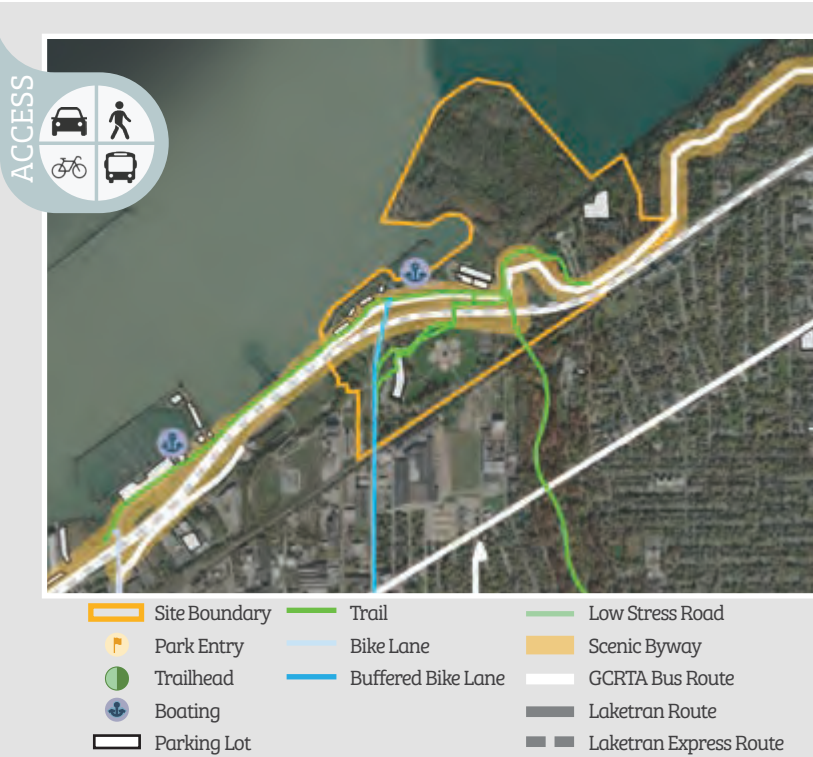 ACCESS
Site Boundary
Park Entry
Trailhead
Boating
Parking Lot
Trail
Bike Lane
Buffered Bike Lane
Low Stress Road
Scenic Byway
GCRTA Bus Route
Laketran Route
Laketran Express Route